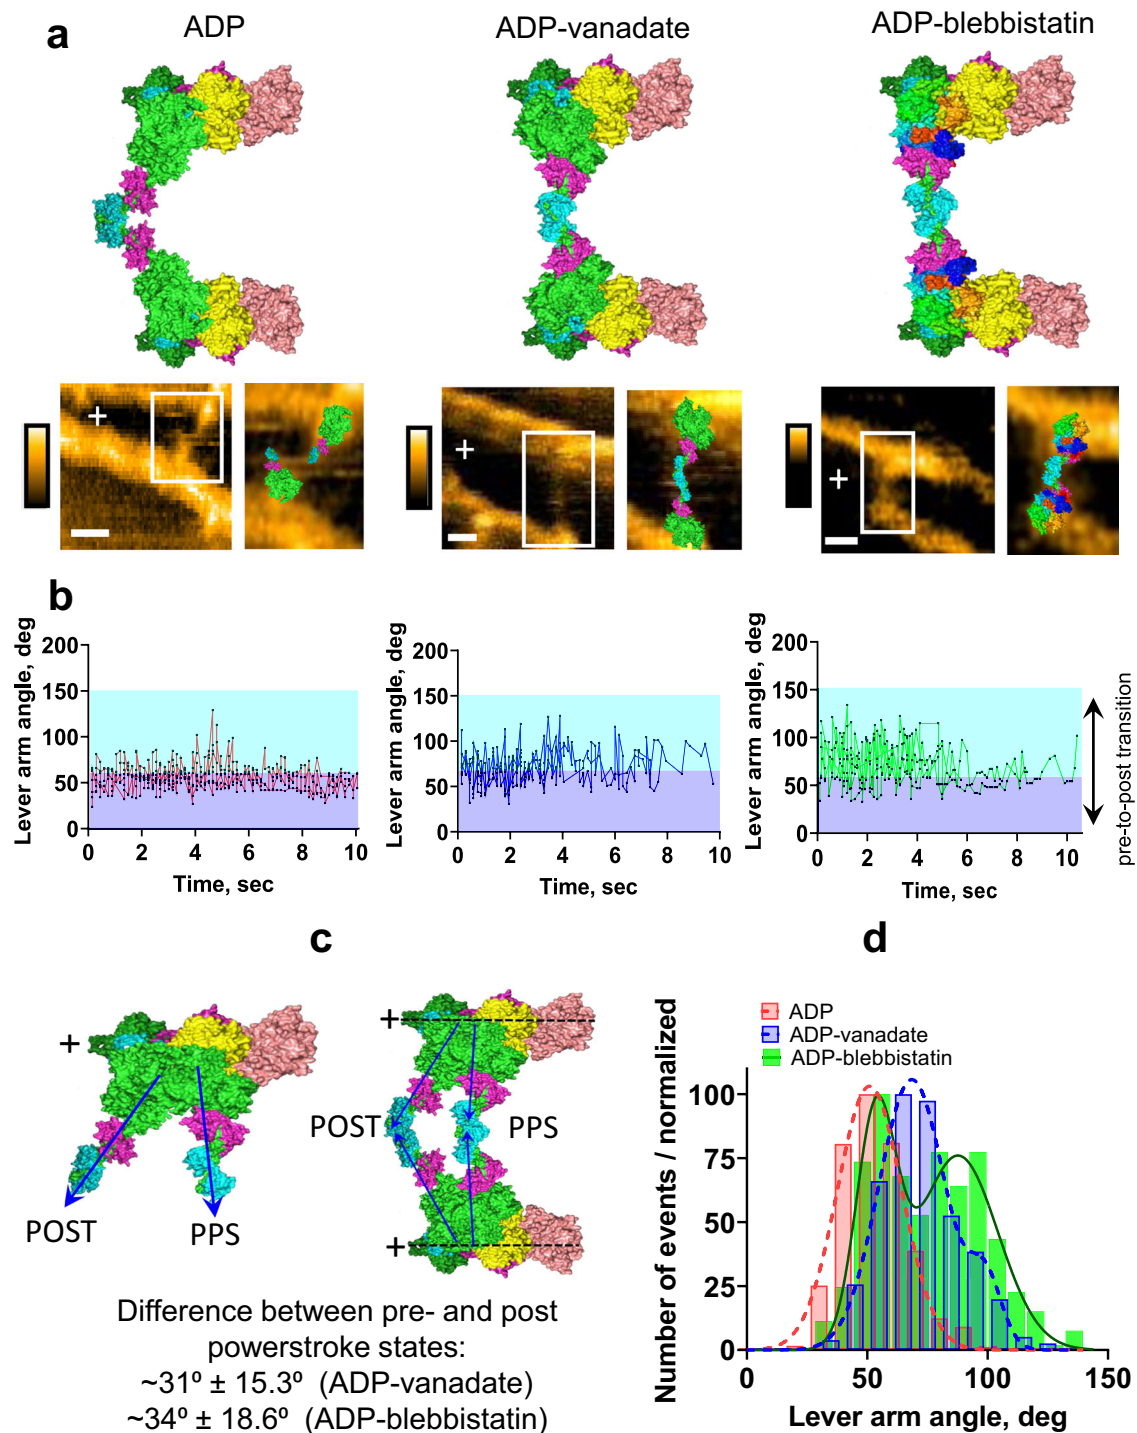 a
ADP
ADP-vanadate
ADP-blebbistatin
+
+
+
b
Lever arm angle, deg
200
150
100
50
0
0 2 4 6 8 10
Time, sec
Lever arm angle, deg
200
150
100
50
0
0 2 4 6 8 10
Time, sec
Lever arm angle, deg
200
150
100
50
0
0 2 4 6 8 10
Time, sec
pre-to-post transition
c
+
POST
PPS
+
POST
PPS
+
Difference between pre- and post
powerstroke states:
~31º ± 15.3º (ADP-vanadate)
~34º ± 18.6º (ADP-blebbistatin)
d
ADP
ADP-vanadate
ADP-blebbistatin
Number of events / normalized
100
75
50
25
0
0 50 100 150
Lever arm angle, deg